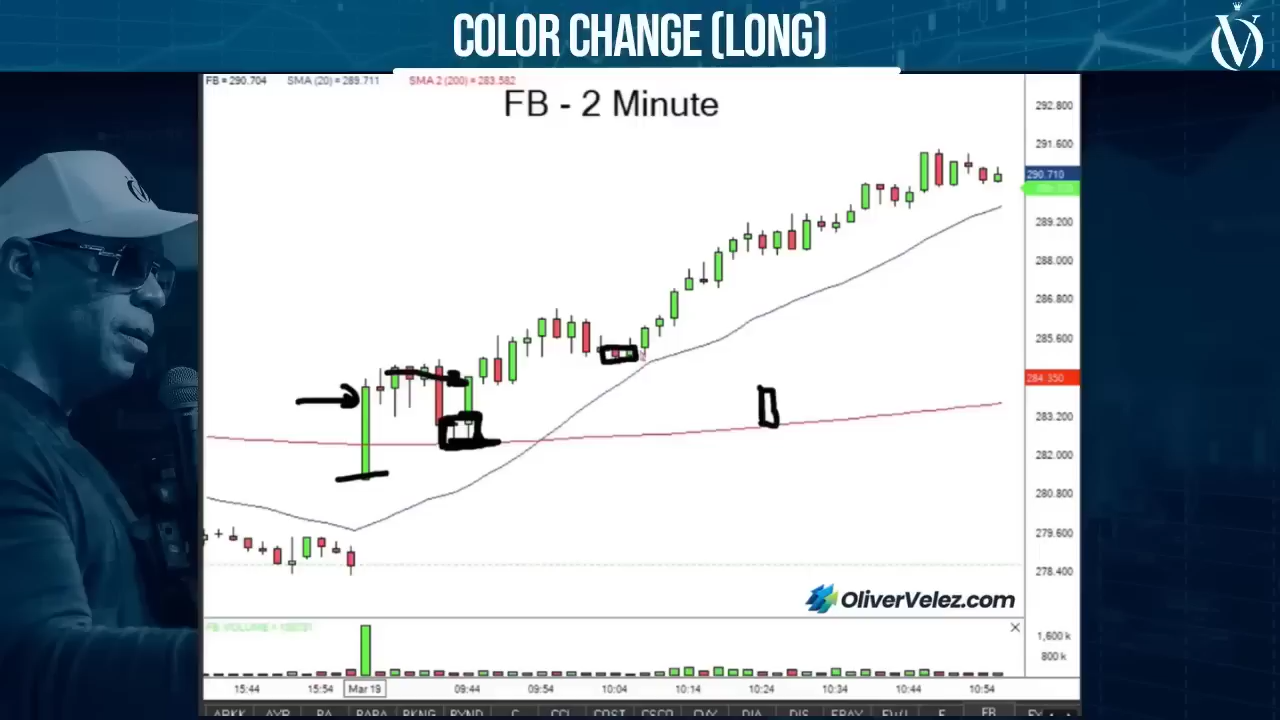 COLOR CHANGE (LONG)
FB = 290.704 SMA (20) = 289.711 SMA 2 (200) = 283.582
FB - 2 Minute
292.800
291.600
290.710
289.200
288.000
286.800
285.600
284.350
283.200
282.000
280.800
279.600
278.400
OliverVelez.com
FB VOLUME =
1,600 k
800 k
15:44 15:54 Mar 19 09:44 09:54 10:04 10:14 10:24 10:34 10:44 10:54